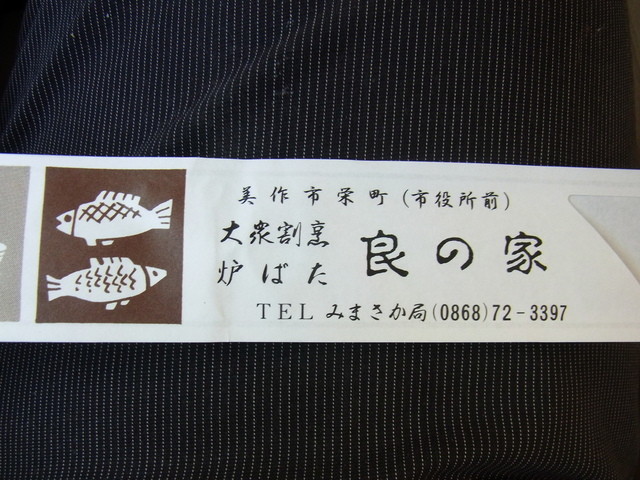 美作市栄町(市役所前)
大衆割烹
炉ばた
良の家
TEL みまさか局(0868)72-3397